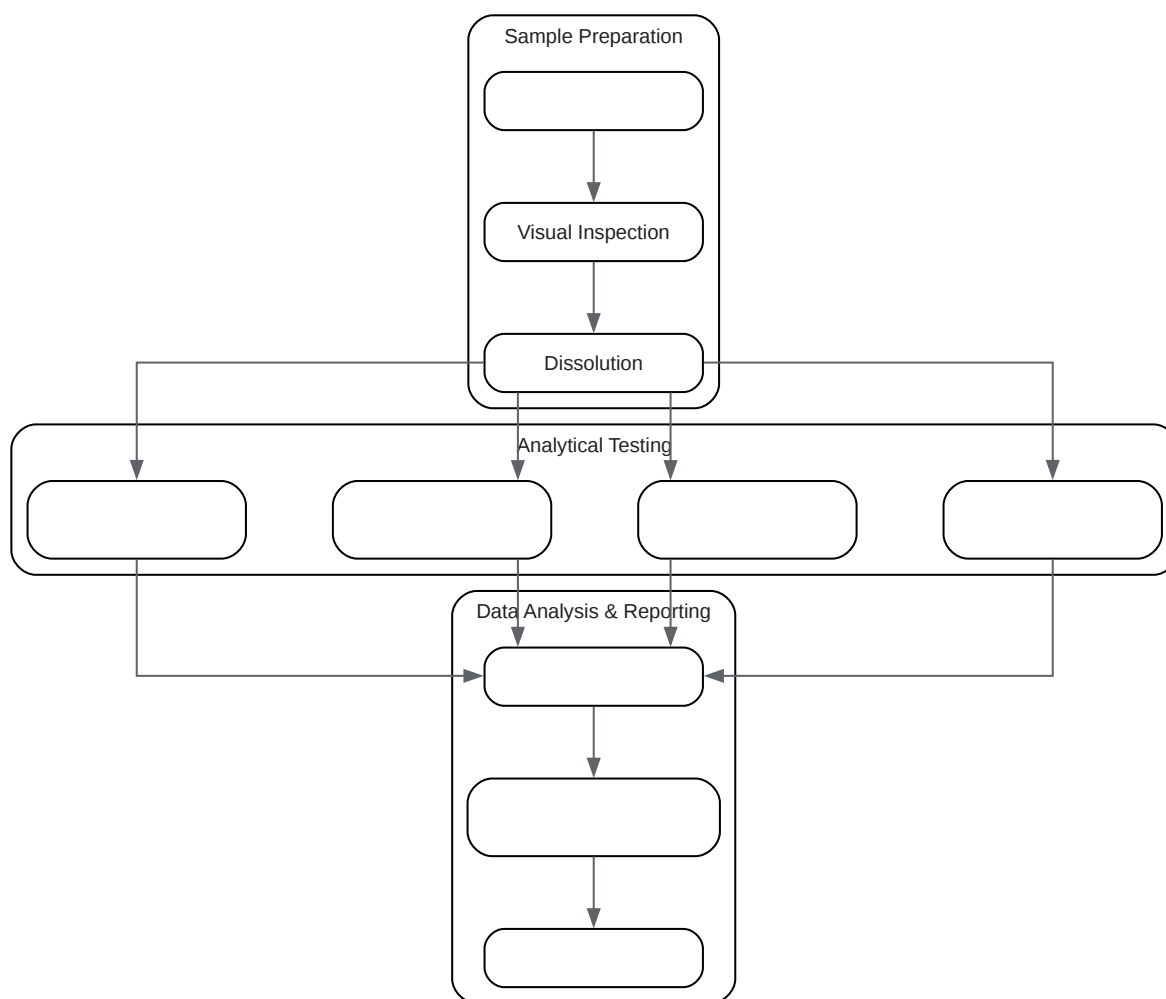 Sample Preparation
Visual Inspection
Dissolution
Analytical Testing
Data Analysis & Reporting